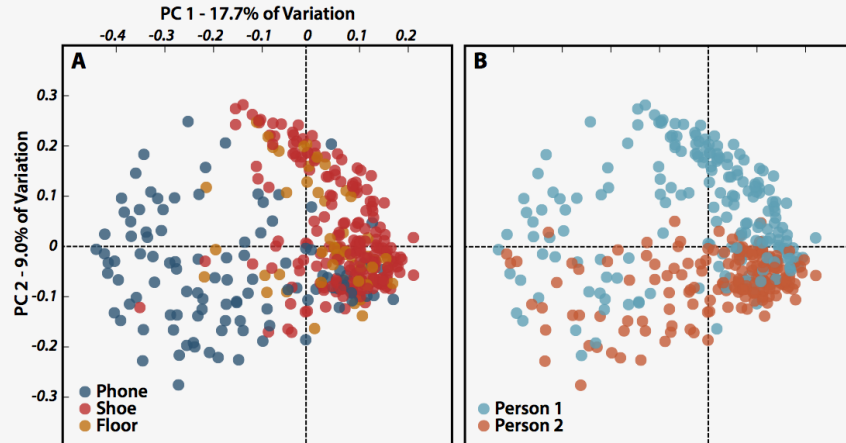 PC 1 - 17.7% of Variation
-0.4 -0.3 -0.2 -0.1 0 0.1 0.2
A
B
PC 2 - 9.0% of Variation
0.3
0.2
0.1
0
-0.1
-0.2
-0.3
Phone
Shoe
Floor
Person 1
Person 2